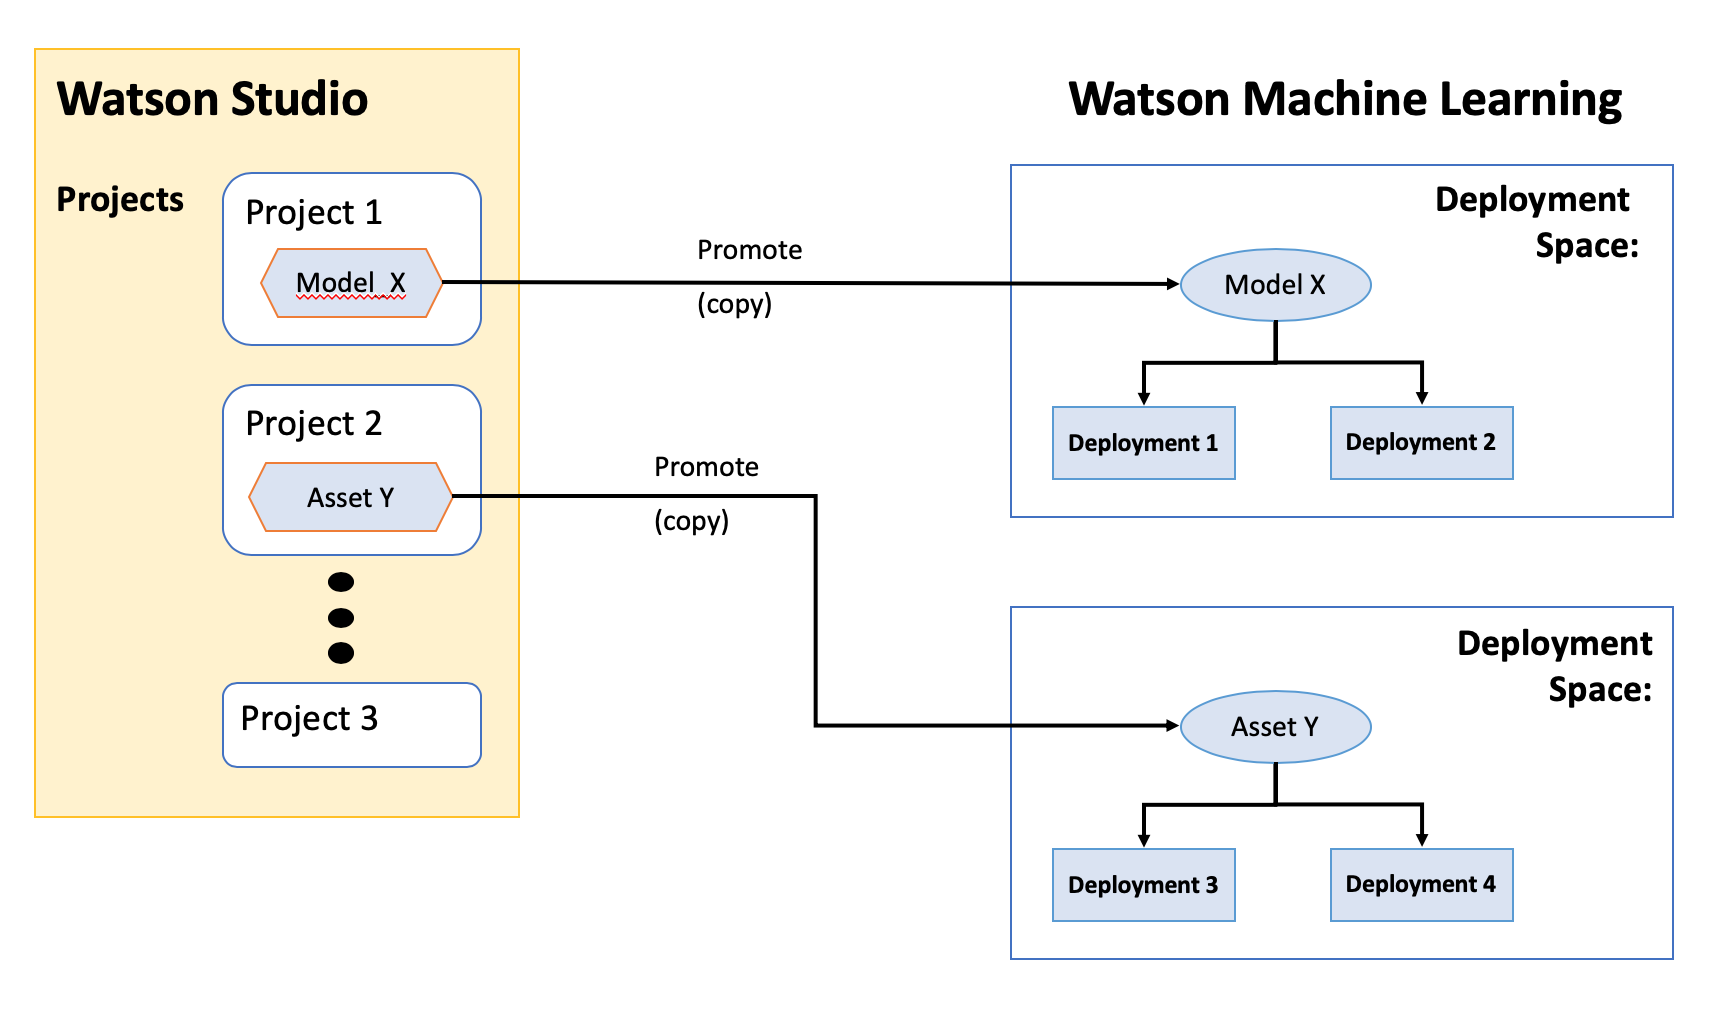 Watson Studio
Projects
Project 1
Model_X
Project 2
Asset Y
Project 3
Promote
(copy)
Promote
(copy)
Watson Machine Learning
Deployment
Space:
Model X
Deployment 1
Deployment 2
Deployment
Space:
Asset Y
Deployment 3
Deployment 4